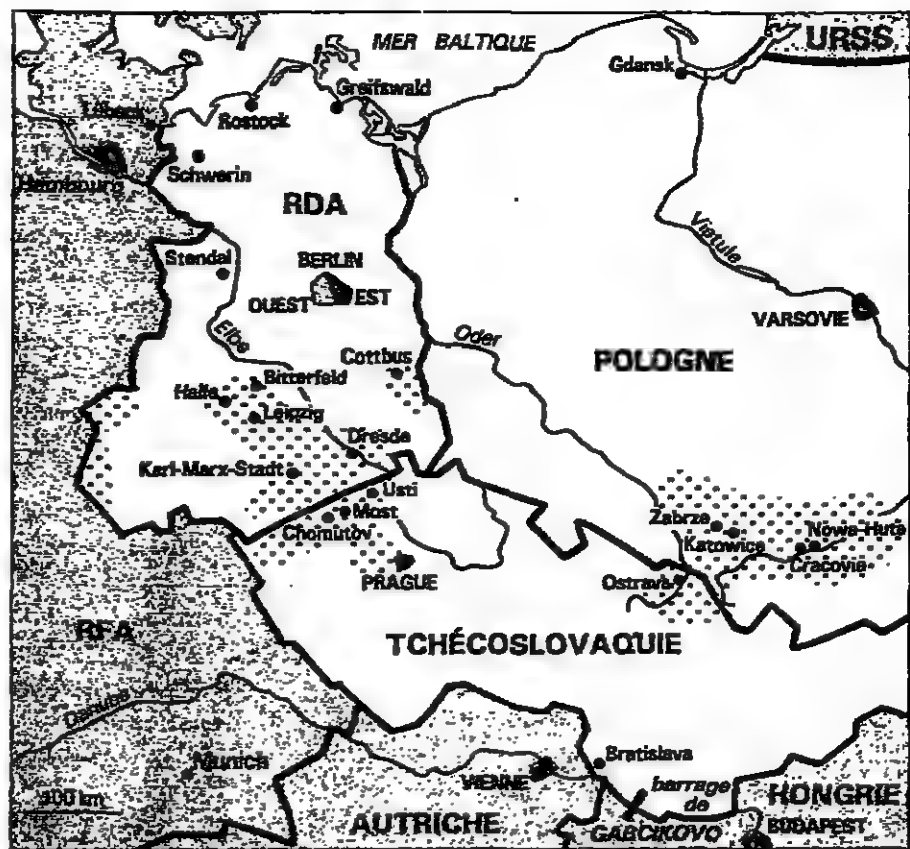 MER BALTIQUE
URSS
Gdansk
Greifswald
Rostock
Lübeck
Hambourg
Schwerin
RDA
Vistule
Stendal
BERLIN
OUEST
EST
VARSOVIE
Elbe
Oder
POLOGNE
Cottbus
Bitterfeld
Halle
Leipzig
Dresde
Karl-Marx-Stadt
Usti
Most
Chomutov
PRAGUE
Zabrze
Katowice
Nowa-Huta
Cracovie
Ostrava
RFA
TCHÉCOSLOVAQUIE
Danube
Munich
VIENNE
Bratislava
barrage
de
GABCIKOVO
HONGRIE
BUDAPEST
100 km
AUTRICHE